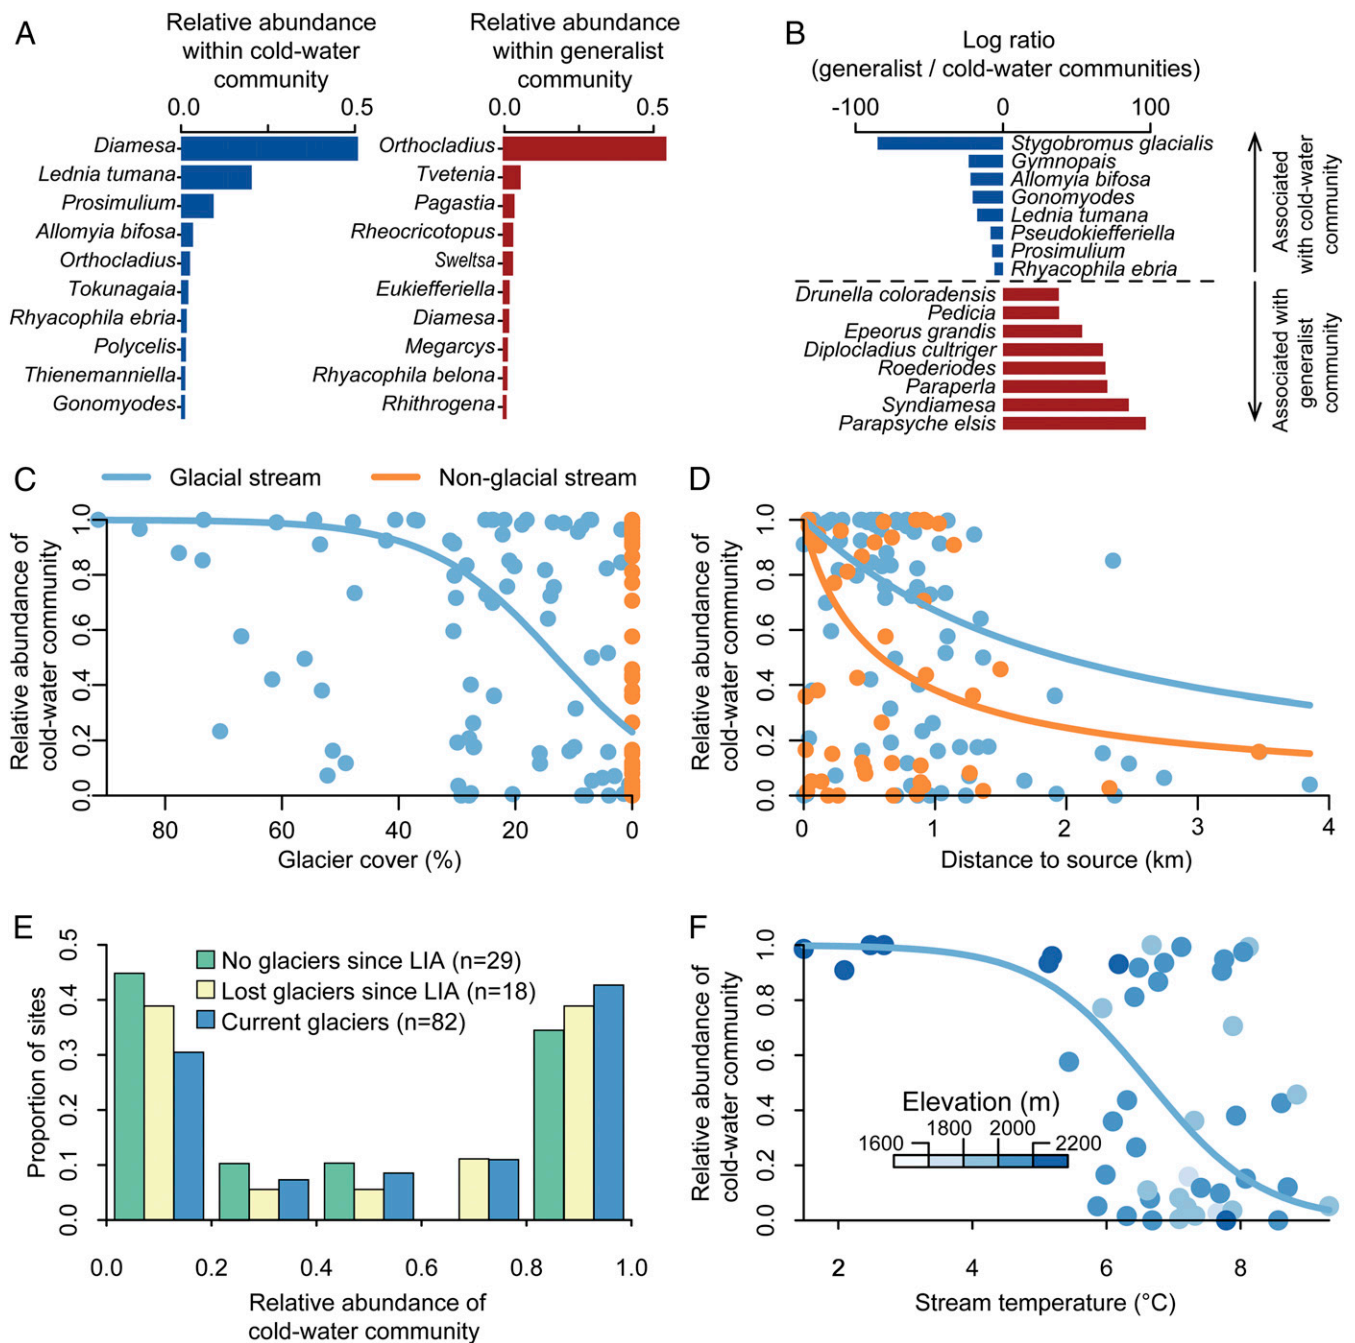 A
Relative abundance
within cold-water
community
0.0
0.5
Diamesa
Lednia tumana
Prosimulium
Allomyia bifosa
Orthocladius
Tokunagaia
Rhyacophila ebria
Polycelis
Thienemanniella
Gonomyodes
Relative abundance
within generalist
community
0.0
0.5
Orthocladius
Tvetenia
Pagastia
Rheocricotopus
Sweltsa
Eukiefferiella
Diamesa
Megarcys
Rhyacophila belona
Rhithrogena
B
Log ratio
(generalist / cold-water communities)
-100
0
100
Stygobromus glacialis
Gymnopais
Allomyia bifosa
Gonomyodes
Lednia tumana
Pseudokiefferiella
Prosimulium
Rhyacophila ebria
Drunella coloradensis
Pedicia
Epeorus grandis
Diplocladius cultriger
Roederiodes
Paraperla
Syndiamesa
Parapsyche elsis
Associated
with cold-water
community
Associated with
generalist
community
C
Glacial stream
Non-glacial stream
Relative abundance of
cold-water community
1.0
0.8
0.6
0.4
0.2
0.0
80
60
40
20
0
Glacier cover (%)
D
Relative abundance of
cold-water community
1.0
0.8
0.6
0.4
0.2
0.0
0
1
2
3
4
Distance to source (km)
E
Proportion of sites
0.5
0.4
0.3
0.2
0.1
0.0
No glaciers since LIA (n=29)
Lost glaciers since LIA (n=18)
Current glaciers (n=82)
0.0
0.2
0.4
0.6
0.8
1.0
Relative abundance of
cold-water community
F
Relative abundance of
cold-water community
1.0
0.8
0.6
0.4
0.2
0.0
Elevation (m)
1600
1800
2000
2200
2
4
6
8
Stream temperature (°C)